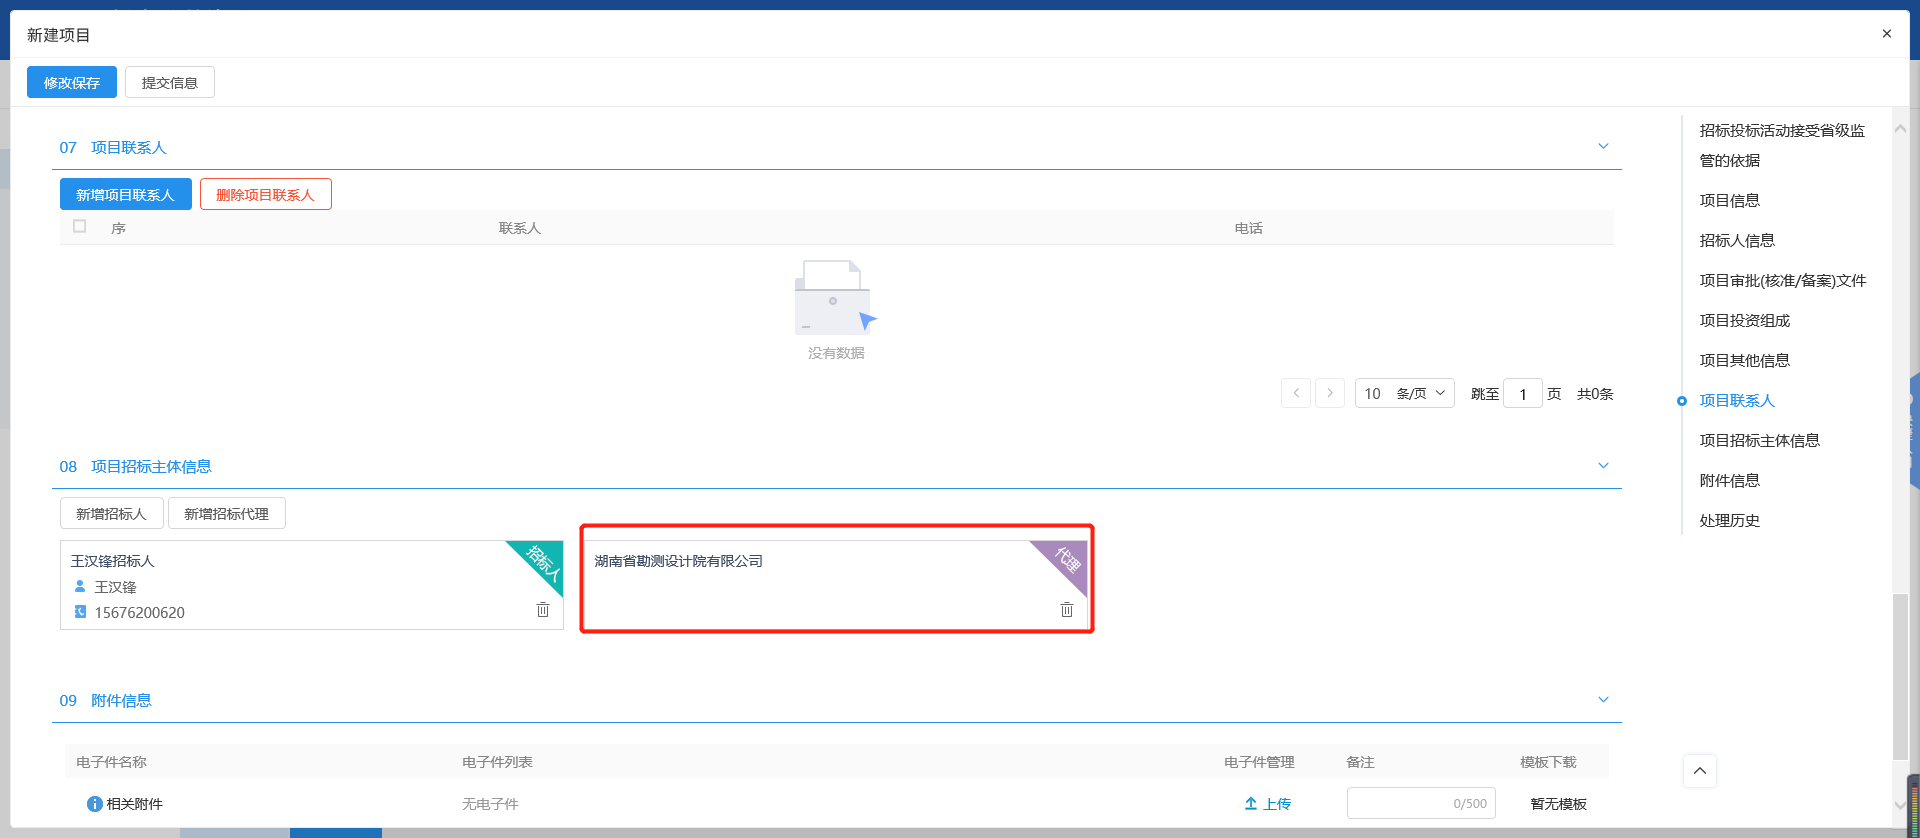 新建项目
×
修改保存 提交信息
07 项目联系人
新增项目联系人 删除项目联系人
序 联系人 电话
没有数据
10 条/页 跳至 1 页 共0条
08 项目招标主体信息
新增招标人 新增招标代理
王汉锋招标人
招标人
王汉锋
15676200620
湖南省勘测设计院有限公司
代理
09 附件信息
电子件名称 电子件列表 电子件管理 备注 模板下载
相关附件 无电子件 上传 0/500 暂无模板
招标投标活动接受省级监
管的依据
项目信息
招标人信息
项目审批(核准/备案)文件
项目投资组成
项目其他信息
项目联系人
项目招标主体信息
附件信息
处理历史